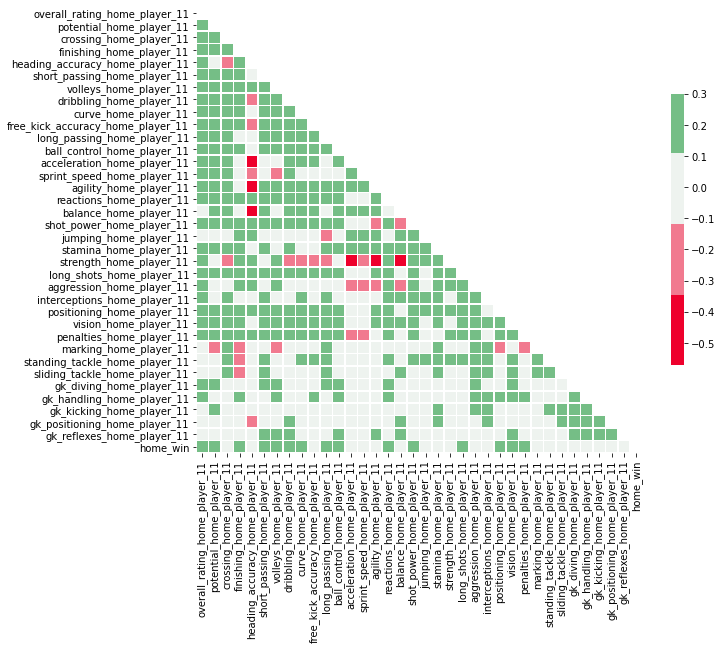 overall_rating_home_player_11
potential_home_player_11
crossing_home_player_11
finishing_home_player_11
heading_accuracy_home_player_11
short_passing_home_player_11
volleys_home_player_11
dribbling_home_player_11
curve_home_player_11
free_kick_accuracy_home_player_11
long_passing_home_player_11
ball_control_home_player_11
acceleration_home_player_11
sprint_speed_home_player_11
agility_home_player_11
reactions_home_player_11
balance_home_player_11
shot_power_home_player_11
jumping_home_player_11
stamina_home_player_11
strength_home_player_11
long_shots_home_player_11
aggression_home_player_11
interceptions_home_player_11
positioning_home_player_11
vision_home_player_11
penalties_home_player_11
marking_home_player_11
standing_tackle_home_player_11
sliding_tackle_home_player_11
gk_diving_home_player_11
gk_handling_home_player_11
gk_kicking_home_player_11
gk_positioning_home_player_11
gk_reflexes_home_player_11
home_win
overall_rating_home_player_11
potential_home_player_11
crossing_home_player_11
finishing_home_player_11
heading_accuracy_home_player_11
short_passing_home_player_11
volleys_home_player_11
dribbling_home_player_11
curve_home_player_11
free_kick_accuracy_home_player_11
long_passing_home_player_11
ball_control_home_player_11
acceleration_home_player_11
sprint_speed_home_player_11
agility_home_player_11
reactions_home_player_11
balance_home_player_11
shot_power_home_player_11
jumping_home_player_11
stamina_home_player_11
strength_home_player_11
long_shots_home_player_11
aggression_home_player_11
interceptions_home_player_11
positioning_home_player_11
vision_home_player_11
penalties_home_player_11
marking_home_player_11
standing_tackle_home_player_11
sliding_tackle_home_player_11
gk_diving_home_player_11
gk_handling_home_player_11
gk_kicking_home_player_11
gk_positioning_home_player_11
gk_reflexes_home_player_11
home_win
0.3
0.2
0.1
0.0
−0.1
−0.2
−0.3
−0.4
−0.5